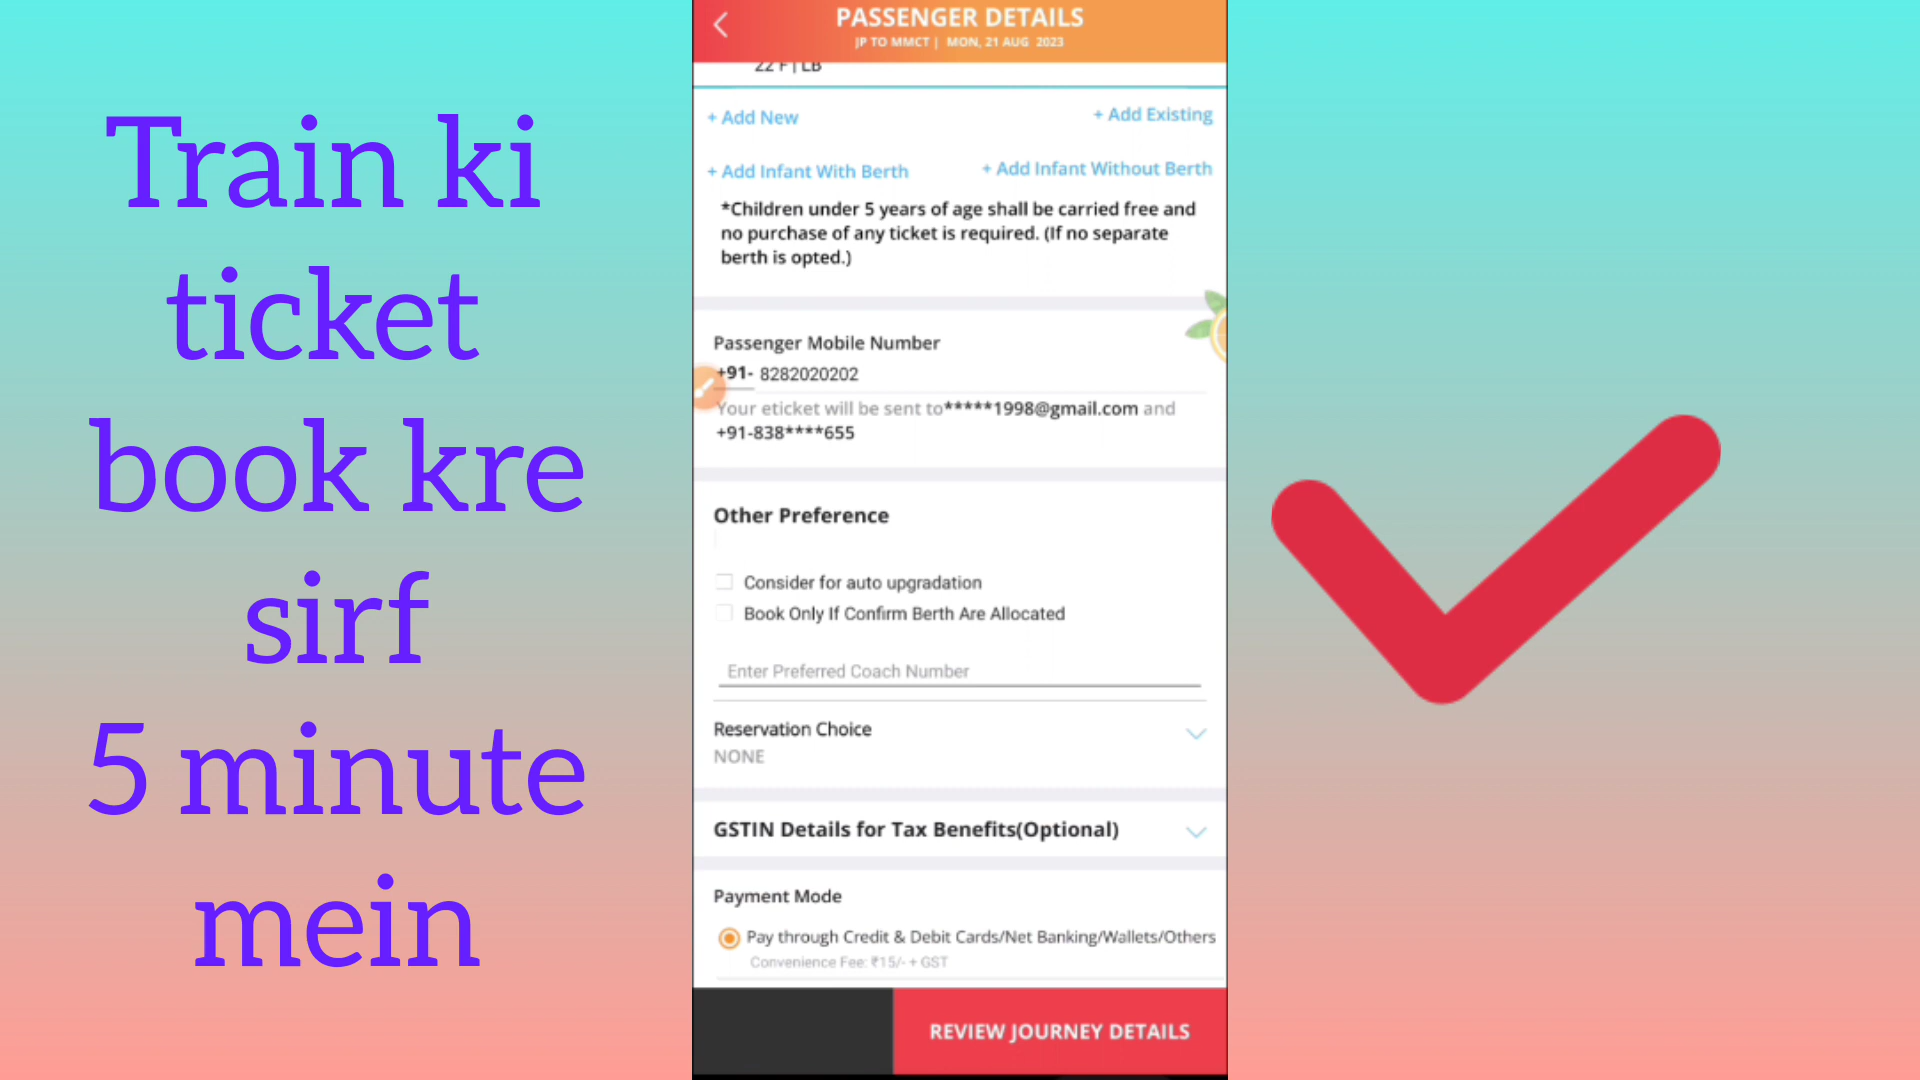 Train ki
ticket
book kre
sirf
5 minute
mein
PASSENGER DETAILS
JP TO MMCT | MON, 21 AUG 2023
22 F | LB
+ Add New
+ Add Existing
+ Add Infant With Berth
+ Add Infant Without Berth
*Children under 5 years of age shall be carried free and
no purchase of any ticket is required. (If no separate
berth is opted.)
Passenger Mobile Number
+91- 8282020202
Your eticket will be sent to*****1998@gmail.com and
+91-838****655
Other Preference
Consider for auto upgradation
Book Only If Confirm Berth Are Allocated
Enter Preferred Coach Number
Reservation Choice
NONE
GSTIN Details for Tax Benefits(Optional)
Payment Mode
Pay through Credit & Debit Cards/Net Banking/Wallets/Others
Convenience Fee: ₹15/- + GST
REVIEW JOURNEY DETAILS